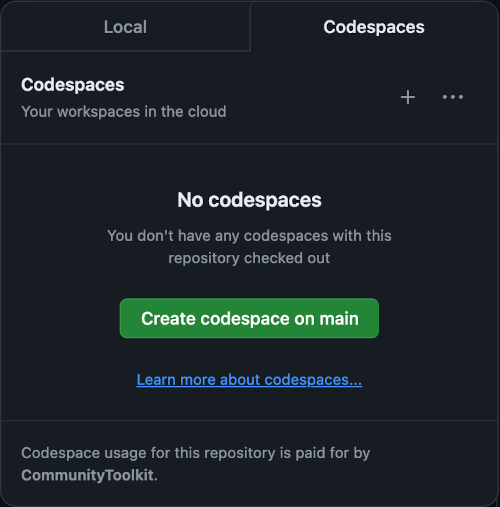 Local
Codespaces
Codespaces
Your workspaces in the cloud
No codespaces
You don't have any codespaces with this
repository checked out
Create codespace on main
Learn more about codespaces...
Codespace usage for this repository is paid for by
CommunityToolkit.